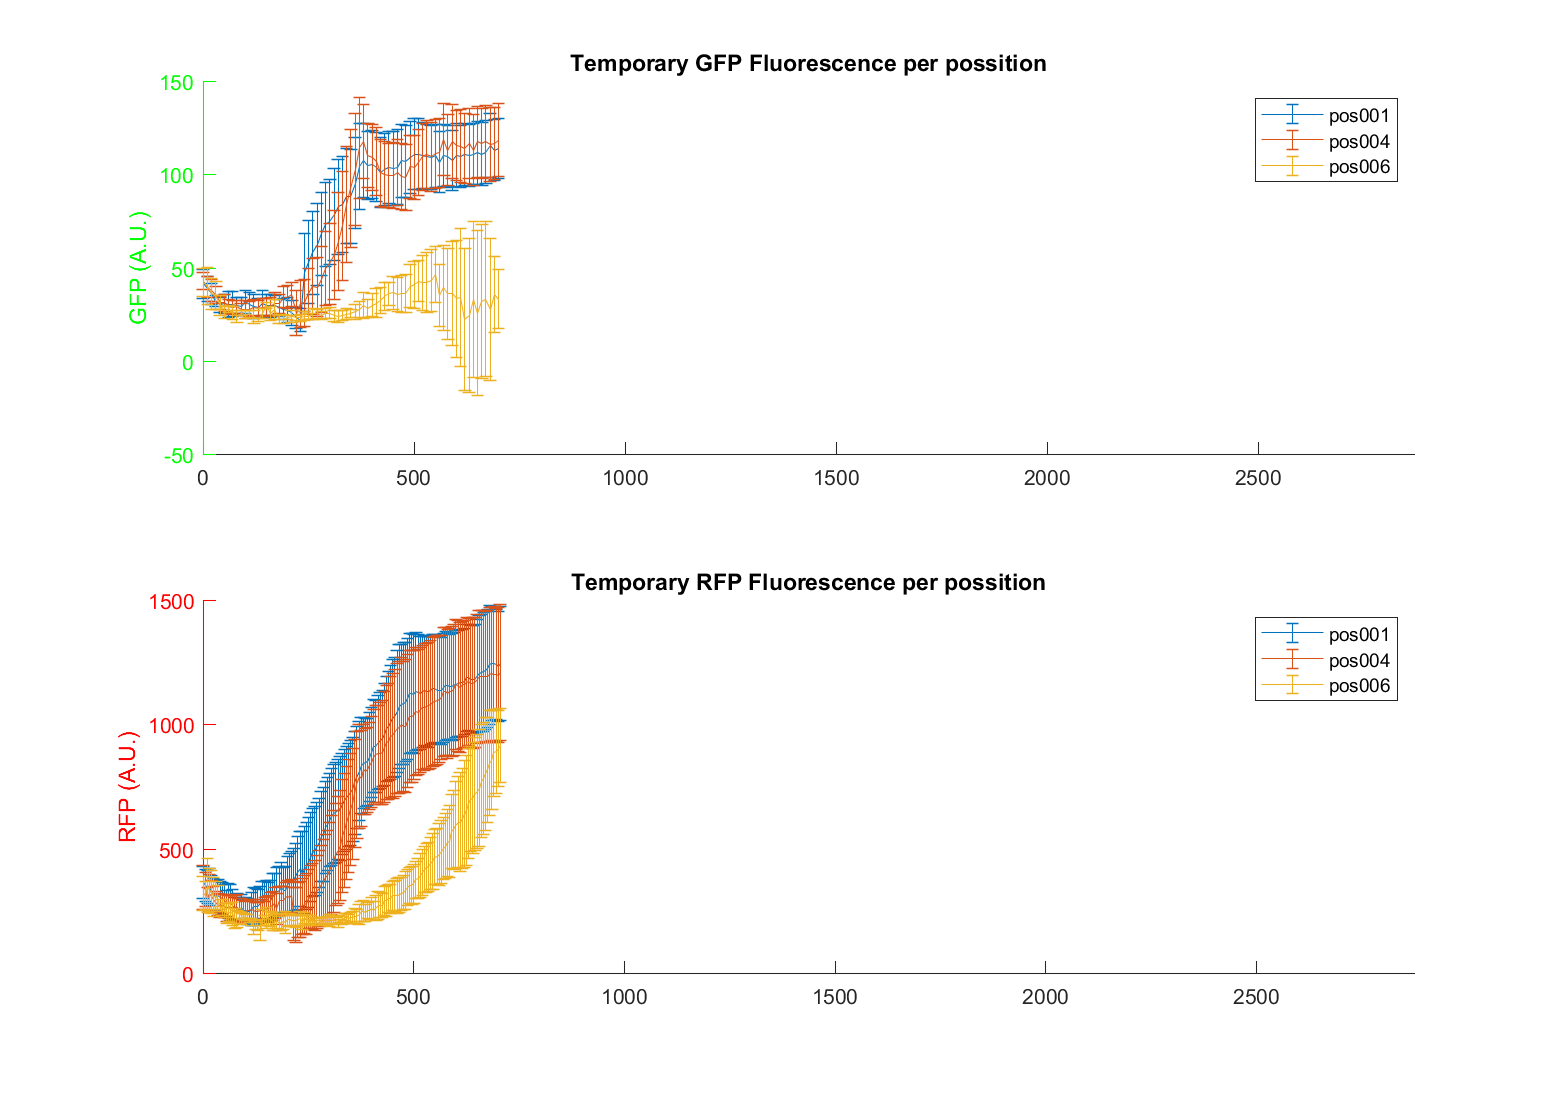 Temporary GFP Fluorescence per possition
150
100
50
0
-50
GFP (A.U.)
pos001
pos004
pos006
0 500 1000 1500 2000 2500
Temporary RFP Fluorescence per possition
1500
1000
500
0
RFP (A.U.)
pos001
pos004
pos006
0 500 1000 1500 2000 2500